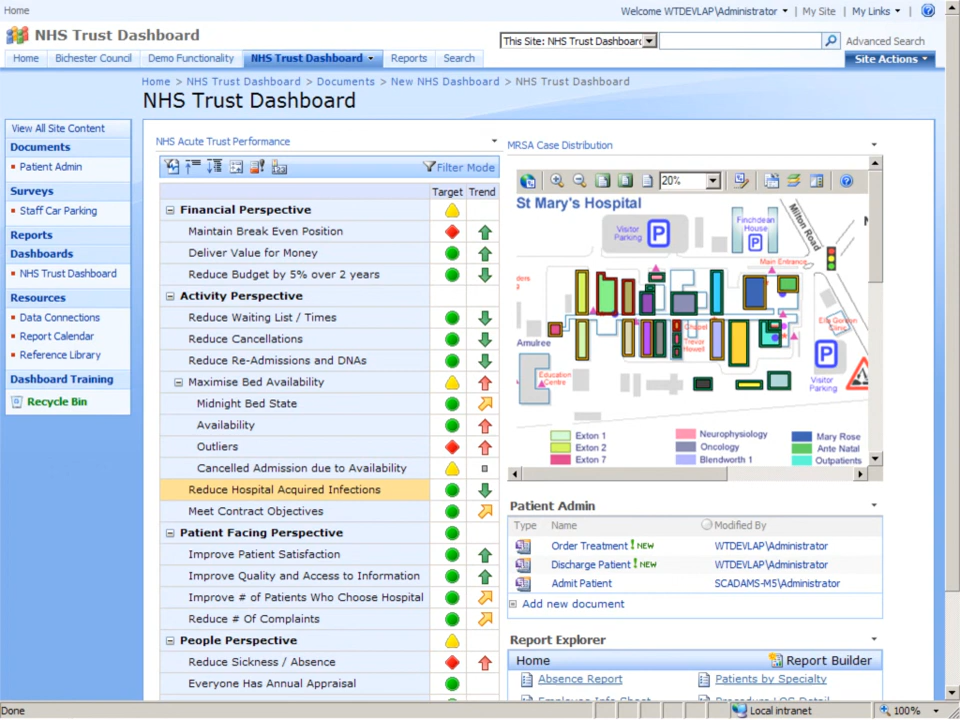 Home
Welcome WTDEVLAP\Administrator | My Site | My Links |
NHS Trust Dashboard
This Site: NHS Trust Dashboard
Advanced Search
Home Bichester Council Demo Functionality NHS Trust Dashboard Reports Search
Site Actions
Home > NHS Trust Dashboard > Documents > New NHS Dashboard > NHS Trust Dashboard
NHS Trust Dashboard
View All Site Content
Documents
Patient Admin
Surveys
Staff Car Parking
Reports
Dashboards
NHS Trust Dashboard
Resources
Data Connections
Report Calendar
Reference Library
Dashboard Training
Recycle Bin
NHS Acute Trust Performance
Filter Mode
Target Trend
Financial Perspective
Maintain Break Even Position
Deliver Value for Money
Reduce Budget by 5% over 2 years
Activity Perspective
Reduce Waiting List / Times
Reduce Cancellations
Reduce Re-Admissions and DNAs
Maximise Bed Availability
Midnight Bed State
Availability
Outliers
Cancelled Admission due to Availability
Reduce Hospital Acquired Infections
Meet Contract Objectives
Patient Facing Perspective
Improve Patient Satisfaction
Improve Quality and Access to Information
Improve # of Patients Who Choose Hospital
Reduce # Of Complaints
People Perspective
Reduce Sickness / Absence
Everyone Has Annual Appraisal
MRSA Case Distribution
20%
St Mary's Hospital
Visitor
Parking
P
Finchdean
House
P
Milton Road
Main Entrance
Amulree
Chapel
Trevor
Howell
Education
Centre
P
Visitor
Parking
Exton 1
Exton 2
Exton 7
Neurophysiology
Oncology
Blendworth 1
Mary Rose
Ante Natal
Outpatients
Patient Admin
Type Name Modified By
Order Treatment ! NEW WTDEVLAP\Administrator
Discharge Patient ! NEW WTDEVLAP\Administrator
Admit Patient SCADAMS-M5\Administrator
Add new document
Report Explorer
Home Report Builder
Absence Report Patients by Specialty
Done
Local intranet
100%